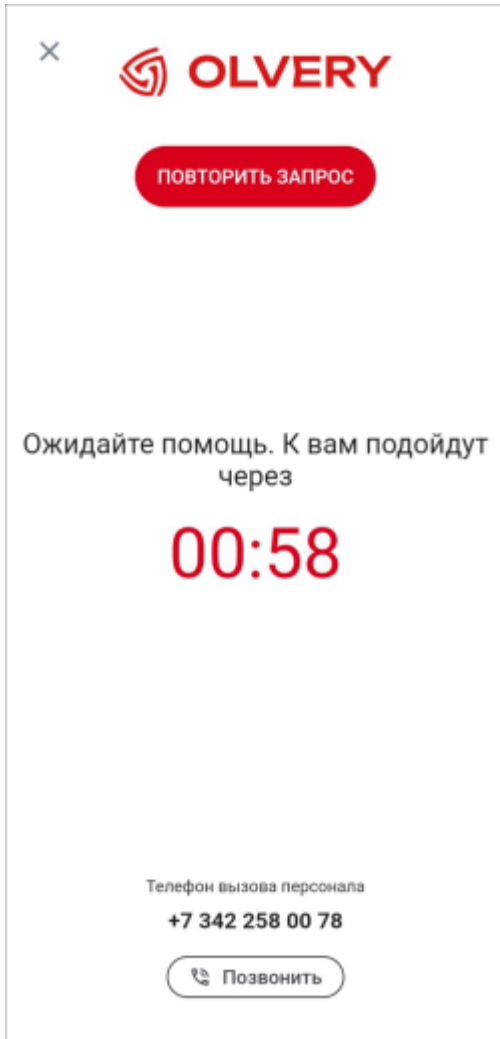 OLVERY
ПОВТОРИТЬ ЗАПРОС
Ожидайте помощь. К вам подойдут
через
00:58
Телефон вызова персонала
+7 342 258 00 78
Позвонить